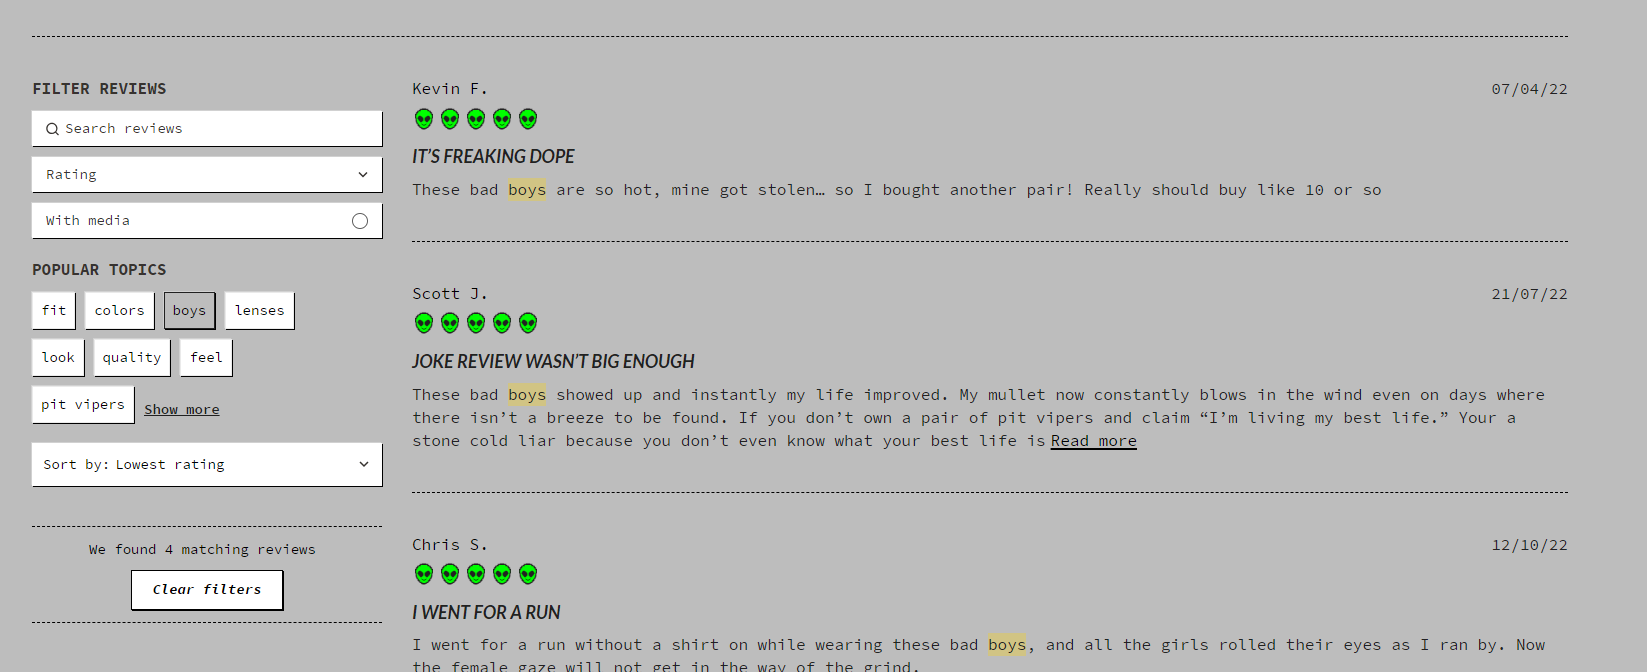 FILTER REVIEWS
Search reviews
Rating
With media
POPULAR TOPICS
fit
colors
boys
lenses
look
quality
feel
pit vipers
Show more
Sort by: Lowest rating
We found 4 matching reviews
Clear filters
Kevin F.
07/04/22
IT’S FREAKING DOPE
These bad boys are so hot, mine got stolen… so I bought another pair! Really should buy like 10 or so
Scott J.
21/07/22
JOKE REVIEW WASN’T BIG ENOUGH
These bad boys showed up and instantly my life improved. My mullet now constantly blows in the wind even on days where
there isn’t a breeze to be found. If you don’t own a pair of pit vipers and claim “I’m living my best life.” Your a
stone cold liar because you don’t even know what your best life is Read more
Chris S.
12/10/22
I WENT FOR A RUN
I went for a run without a shirt on while wearing these bad boys, and all the girls rolled their eyes as I ran by. Now
the female gaze will not get in the way of the grind.